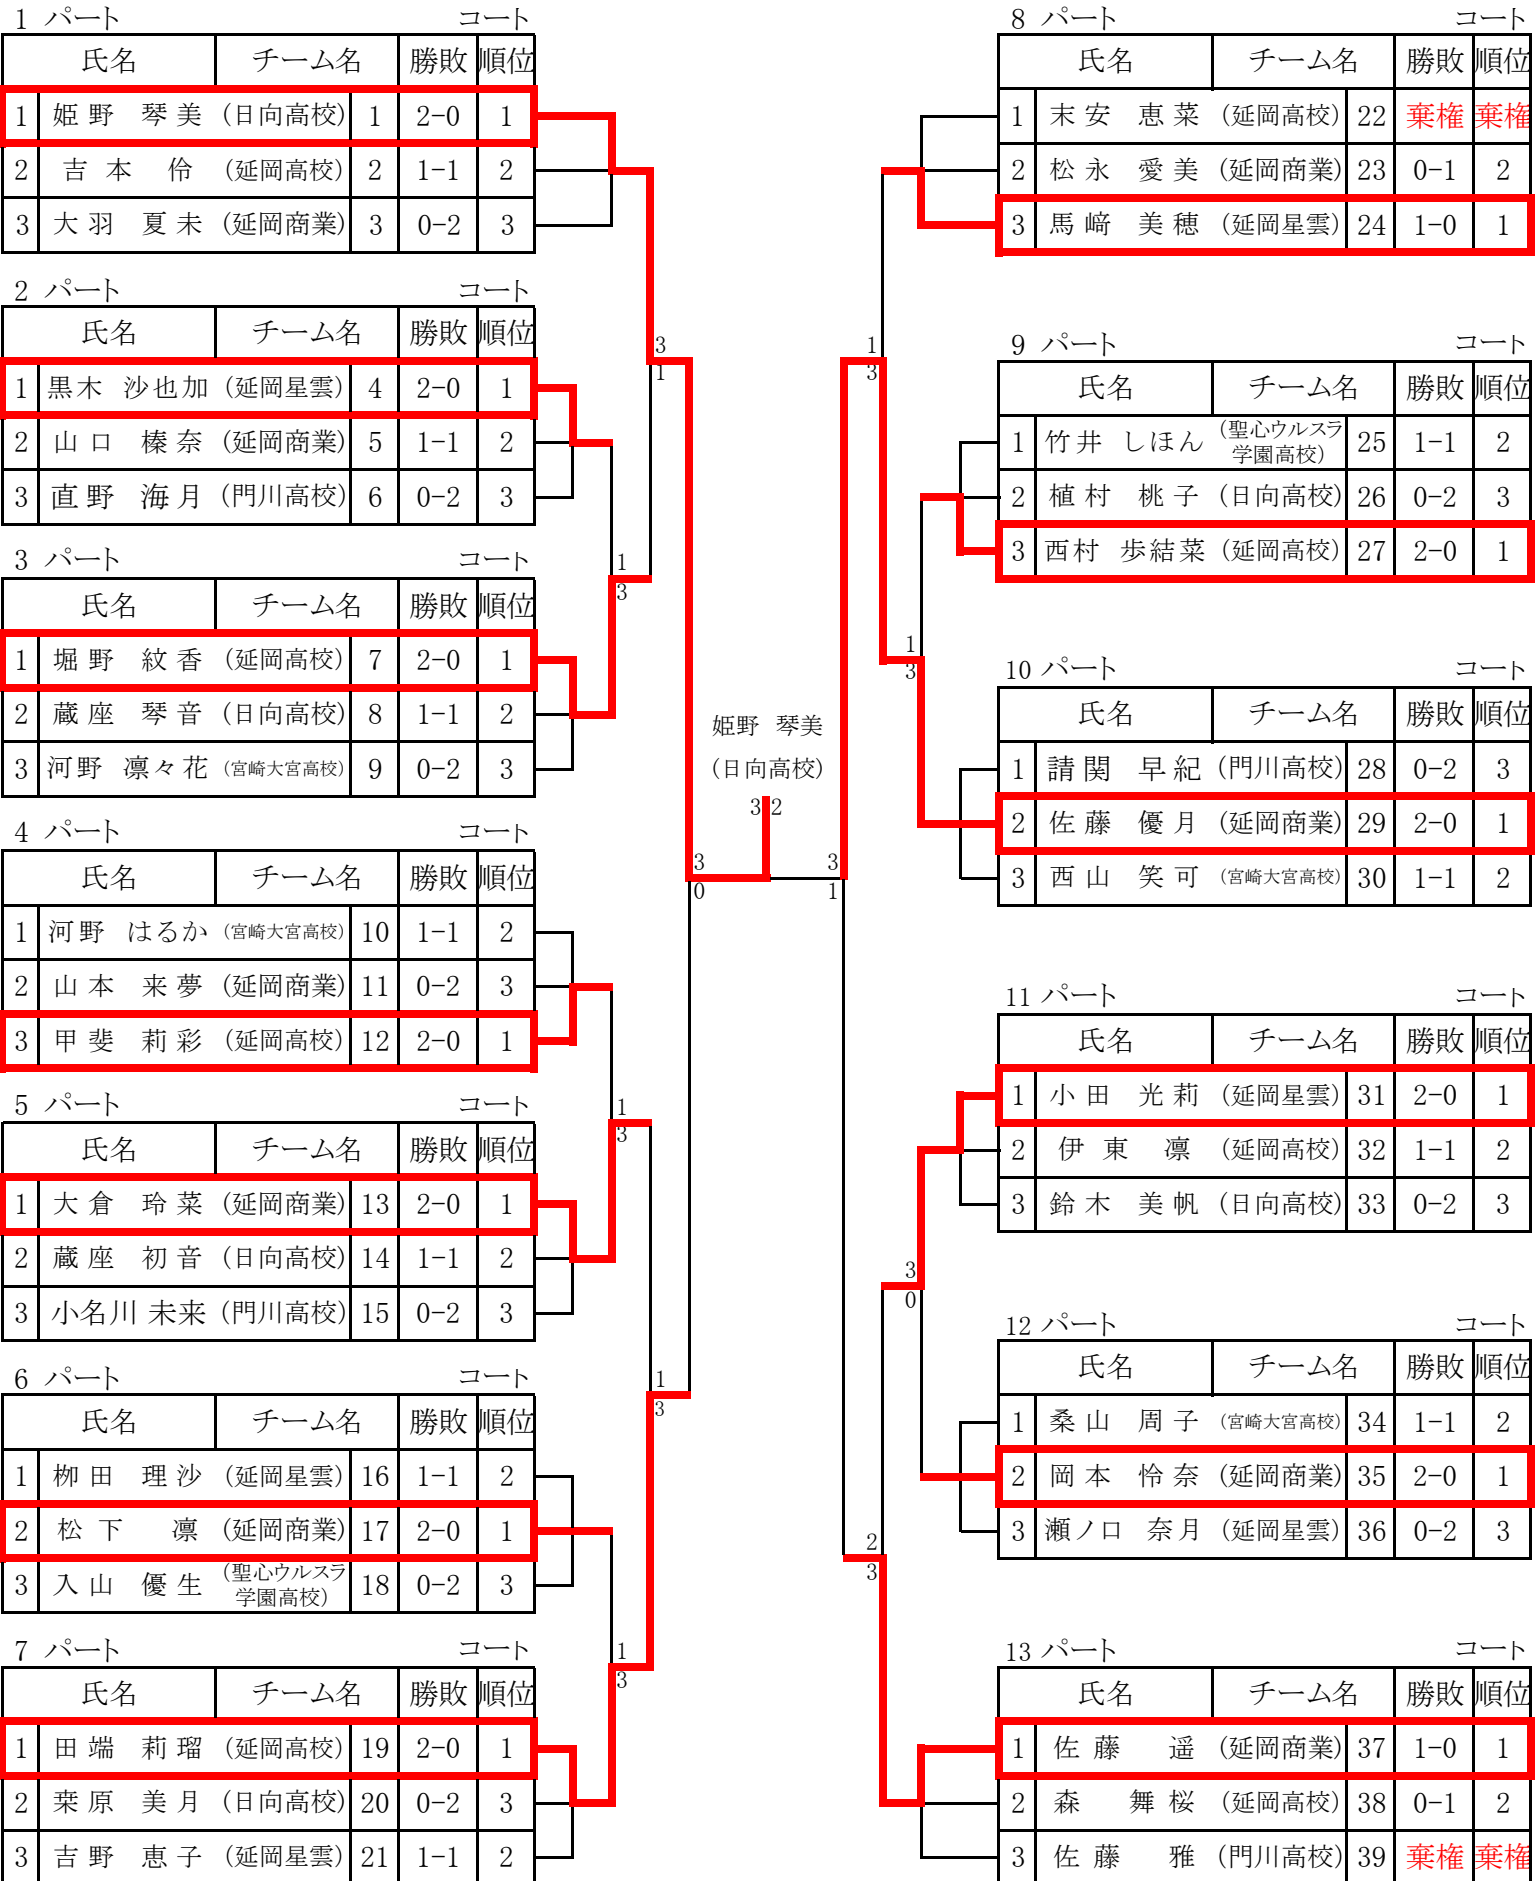 1 パート コート
氏名 チーム名 勝敗 順位
1 姫野 琴美 (日向高校) 1 2-0 1
2 吉本 伶 (延岡高校) 2 1-1 2
3 大羽 夏未 (延岡商業) 3 0-2 3
2 パート コート
氏名 チーム名 勝敗 順位
1 黒木 沙也加 (延岡星雲) 4 2-0 1
2 山口 榛奈 (延岡商業) 5 1-1 2
3 直野 海月 (門川高校) 6 0-2 3
3 パート コート
氏名 チーム名 勝敗 順位
1 堀野 紋香 (延岡高校) 7 2-0 1
2 蔵座 琴音 (日向高校) 8 1-1 2
3 河野 凛々花 (宮崎大宮高校) 9 0-2 3
4 パート コート
氏名 チーム名 勝敗 順位
1 河野 はるか (宮崎大宮高校) 10 1-1 2
2 山本 来夢 (延岡商業) 11 0-2 3
3 甲斐 莉彩 (延岡高校) 12 2-0 1
5 パート コート
氏名 チーム名 勝敗 順位
1 大倉 玲菜 (延岡商業) 13 2-0 1
2 蔵座 初音 (日向高校) 14 1-1 2
3 小名川 未来 (門川高校) 15 0-2 3
6 パート コート
氏名 チーム名 勝敗 順位
1 栁田 理沙 (延岡星雲) 16 1-1 2
2 松下 凛 (延岡商業) 17 2-0 1
3 入山 優生 (聖心ウルスラ
学園高校) 18 0-2 3
7 パート コート
氏名 チーム名 勝敗 順位
1 田端 莉瑠 (延岡高校) 19 2-0 1
2 桒原 美月 (日向高校) 20 0-2 3
3 吉野 恵子 (延岡星雲) 21 1-1 2
3
1
1
3
1
3
1
3
1
3
3
0
姫野 琴美
(日向高校)
3 2
3
1
1
3
1
3
3
0
2
3
8 パート コート
氏名 チーム名 勝敗 順位
1 末安 恵菜 (延岡高校) 22 棄権 棄権
2 松永 愛美 (延岡商業) 23 0-1 2
3 馬﨑 美穂 (延岡星雲) 24 1-0 1
9 パート コート
氏名 チーム名 勝敗 順位
1 竹井 しほん (聖心ウルスラ
学園高校) 25 1-1 2
2 植村 桃子 (日向高校) 26 0-2 3
3 西村 歩結菜 (延岡高校) 27 2-0 1
10 パート コート
氏名 チーム名 勝敗 順位
1 請関 早紀 (門川高校) 28 0-2 3
2 佐藤 優月 (延岡商業) 29 2-0 1
3 西山 笑可 (宮崎大宮高校) 30 1-1 2
11 パート コート
氏名 チーム名 勝敗 順位
1 小田 光莉 (延岡星雲) 31 2-0 1
2 伊東 凛 (延岡高校) 32 1-1 2
3 鈴木 美帆 (日向高校) 33 0-2 3
12 パート コート
氏名 チーム名 勝敗 順位
1 桑山 周子 (宮崎大宮高校) 34 1-1 2
2 岡本 怜奈 (延岡商業) 35 2-0 1
3 瀬ノ口 奈月 (延岡星雲) 36 0-2 3
13 パート コート
氏名 チーム名 勝敗 順位
1 佐藤 遥 (延岡商業) 37 1-0 1
2 森 舞桜 (延岡高校) 38 0-1 2
3 佐藤 雅 (門川高校) 39 棄権 棄権